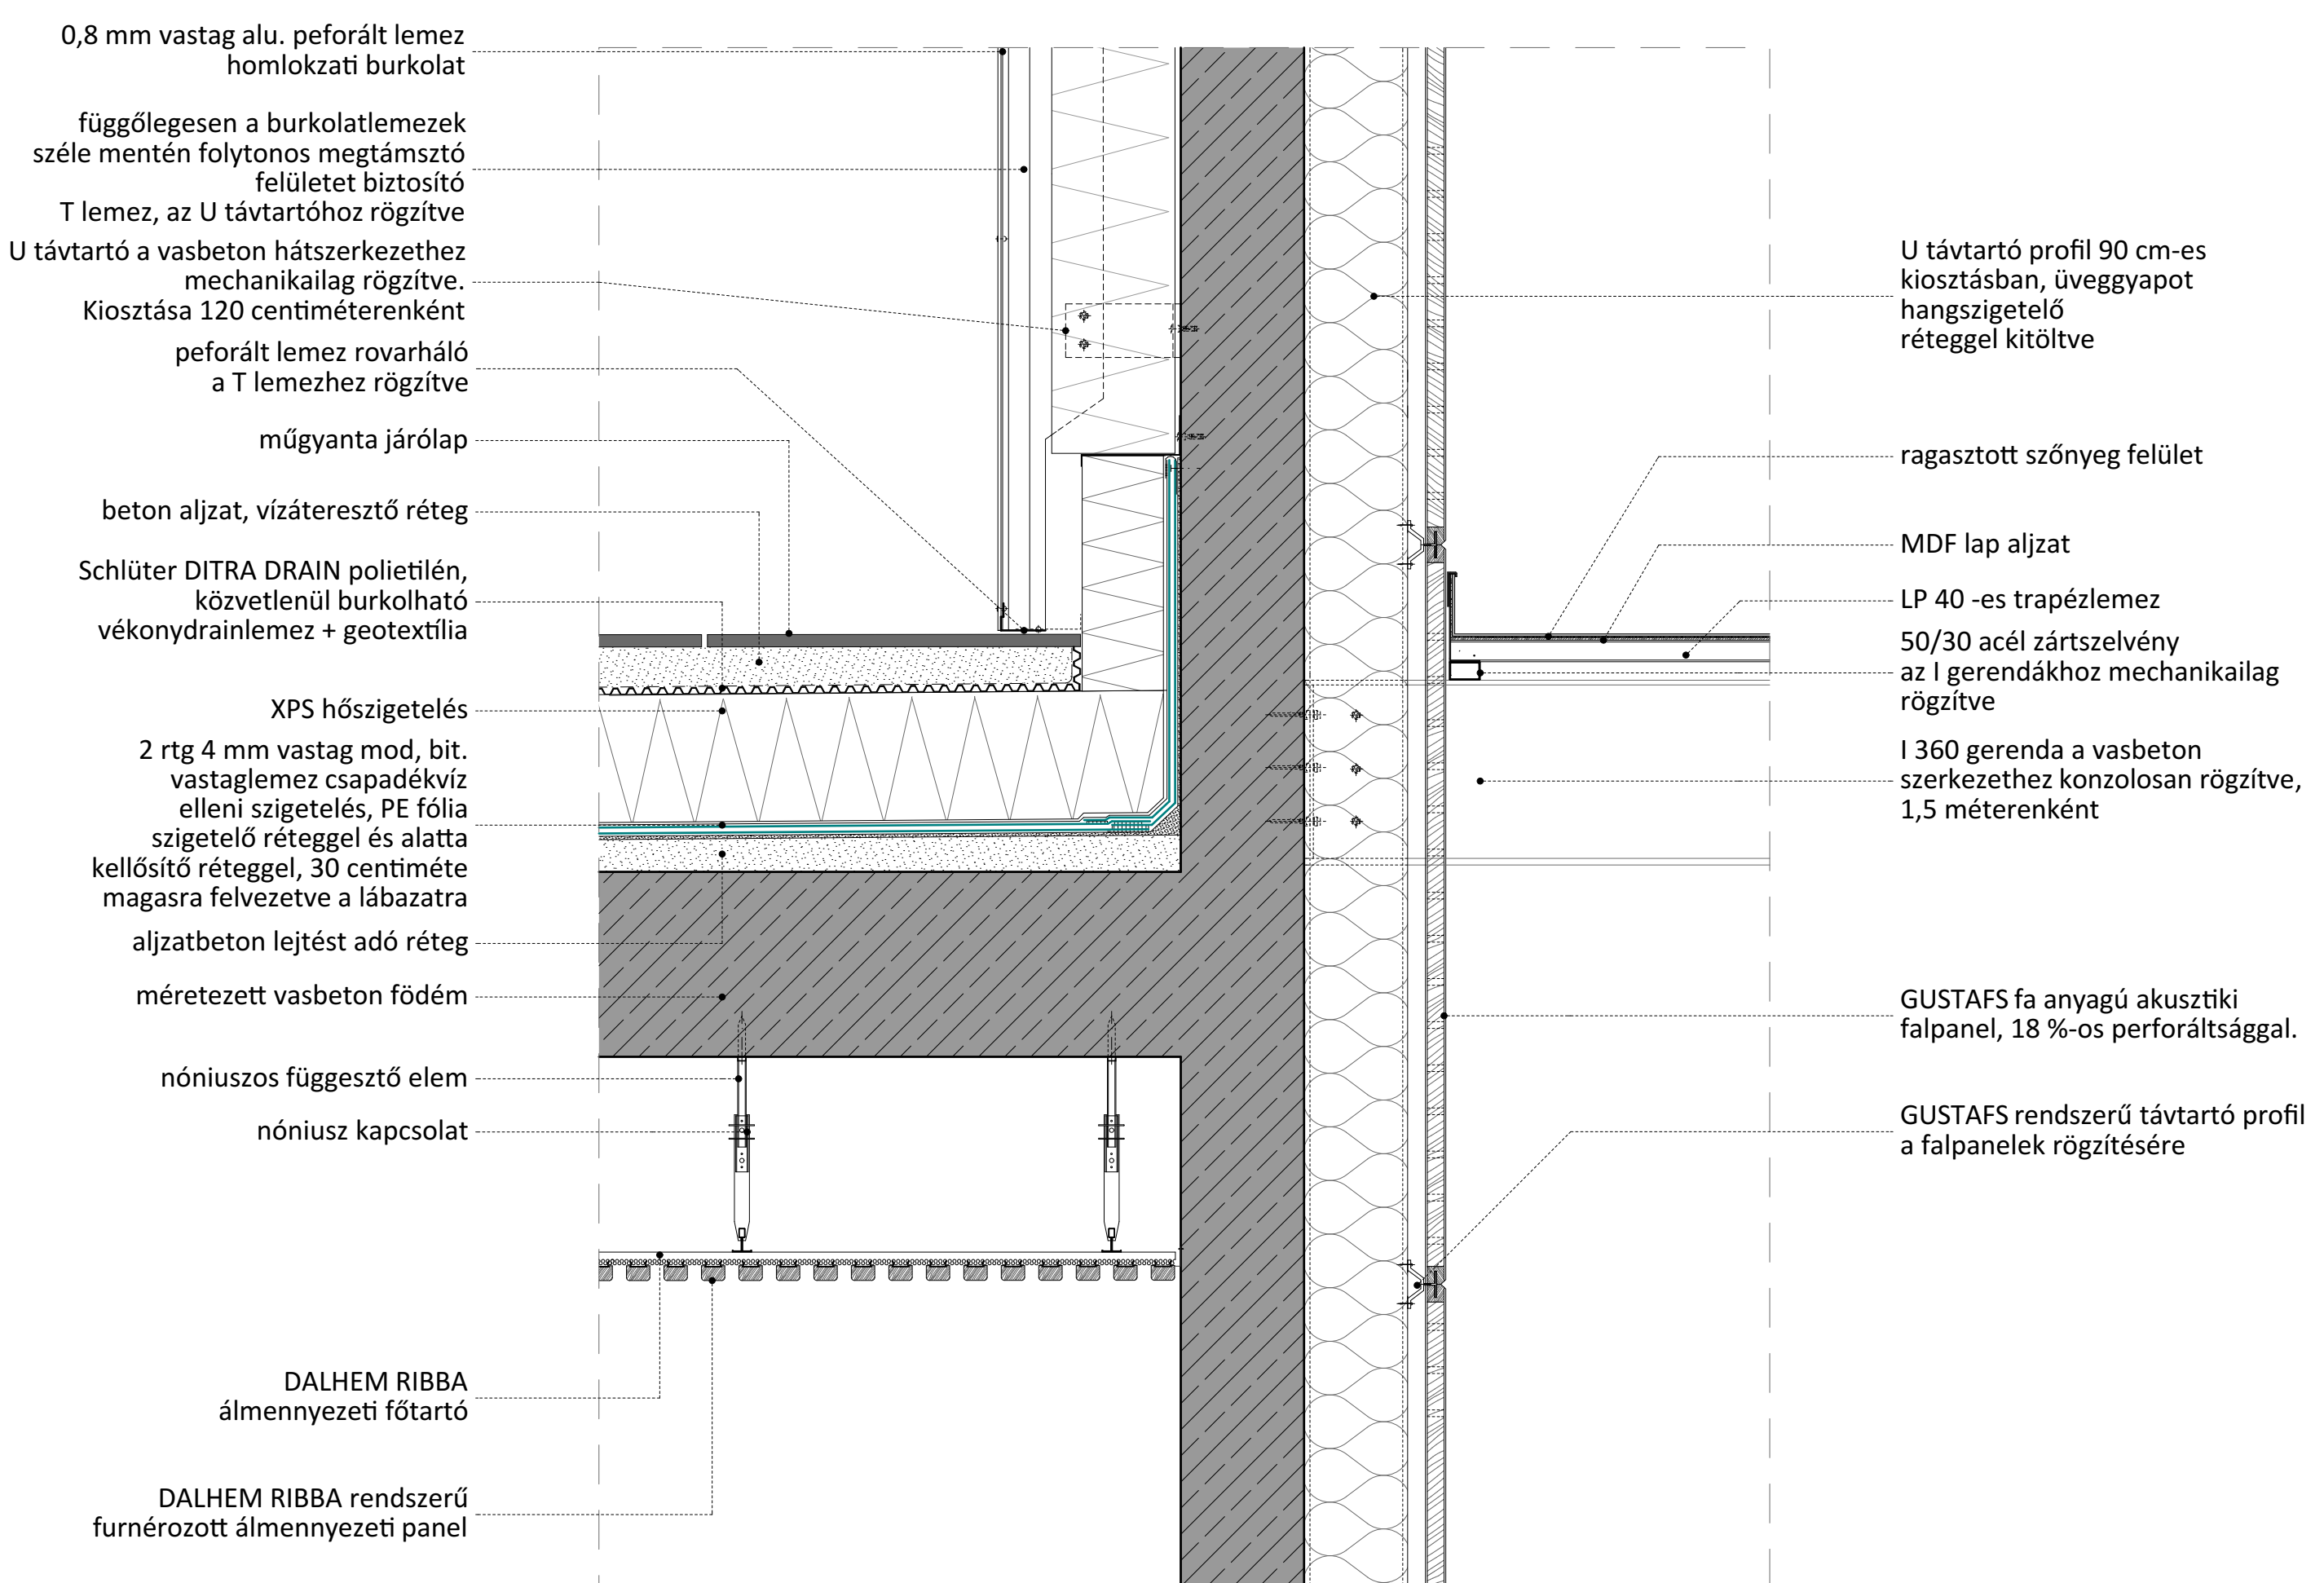 0,8 mm vastag alu. peforált lemez
homlokzati burkolat
függőlegesen a burkolatlemezek
széle mentén folytonos megtámsztó
felületet biztosító
T lemez, az U távtartóhoz rögzítve
U távtartó a vasbeton hátszerkezethez
mechanikailag rögzítve.
Kiosztása 120 centiméterenként
peforált lemez rovarháló
a T lemezhez rögzítve
műgyanta járólap
beton aljzat, vízáteresztő réteg
Schlüter DITRA DRAIN polietilén,
közvetlenül burkolható
vékonydrainlemez + geotextília
XPS hőszigetelés
2 rtg 4 mm vastag mod, bit.
vastaglemez csapadékvíz
elleni szigetelés, PE fólia
szigetelő réteggel és alatta
kellősítő réteggel, 30 centiméte
magasra felvezetve a lábazatra
aljzatbeton lejtést adó réteg
méretezett vasbeton födém
nóniuszos függesztő elem
nóniusz kapcsolat
DALHEM RIBBA
álmennyezeti főtartó
DALHEM RIBBA rendszerű
furnérozott álmennyezeti panel
U távtartó profil 90 cm-es
kiosztásban, üveggyapot
hangszigetelő
réteggel kitöltve
ragasztott szőnyeg felület
MDF lap aljzat
LP 40 -es trapézlemez
50/30 acél zártszelvény
az I gerendákhoz mechanikailag
rögzítve
I 360 gerenda a vasbeton
szerkezethez konzolosan rögzítve,
1,5 méterenként
GUSTAFS fa anyagú akusztiki
falpanel, 18 %-os perforáltsággal.
GUSTAFS rendszerű távtartó profil
a falpanelek rögzítésére